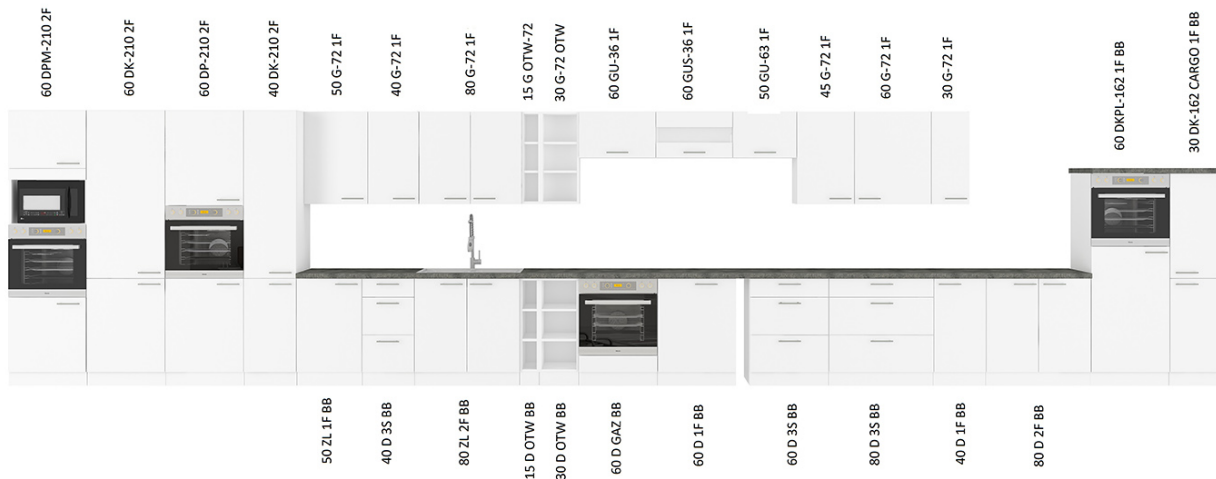 60 DPM-210 2F
60 DK-210 2F
60 DP-210 2F
40 DK-210 2F
50 G-72 1F
40 G-72 1F
80 G-72 1F
15 G OTW-72
30 G-72 OTW
60 GU-36 1F
60 GUS-36 1F
50 GU-63 1F
45 G-72 1F
60 G-72 1F
30 G-72 1F
60 DKPL-162 1F BB
30 DK-162 CARGO 1F BB
50 ZL 1F BB
40 D 3S BB
80 ZL 2F BB
15 D OTW BB
30 D OTW BB
60 D GAZ BB
60 D 1F BB
60 D 3S BB
80 D 3S BB
40 D 1F BB
80 D 2F BB